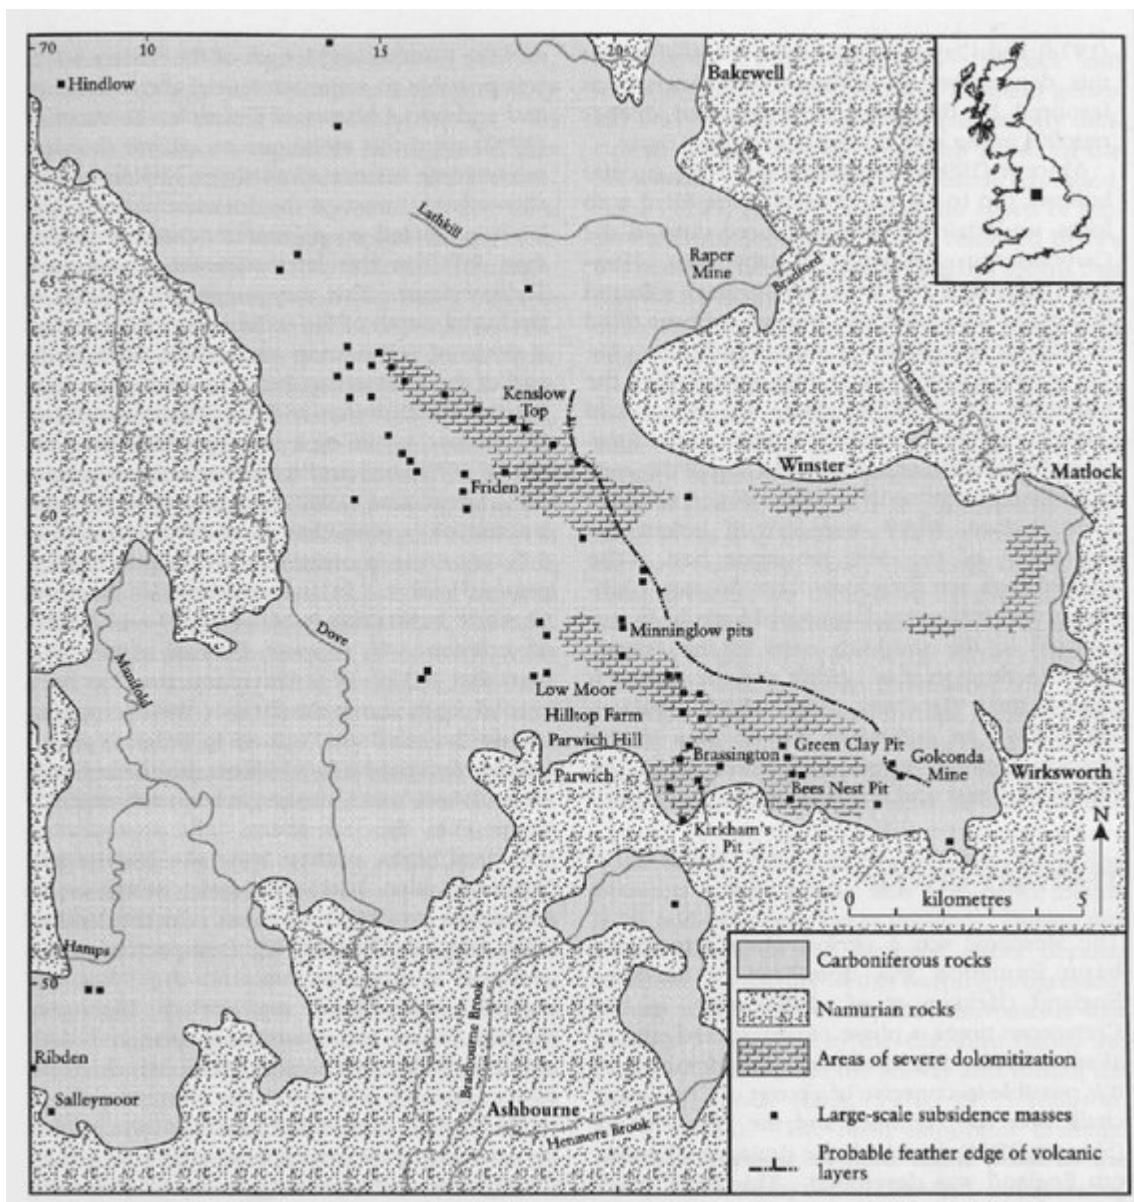 70
10
15
20
25
Hindlow
Bakewell
Wye
Lathkill
Raper
Mine
Bradford
65
Derwent
Kenslow
Top
Winster
Matlock
Friden
60
Dove
Manifold
Minninglow pits
Low Moor
Hilltop Farm
Parwich Hill
55
Parwich
Brassington
Green Clay Pit
Golconda
Mine
Wirksworth
Bees Nest Pit
Kirkham's
Pit
N
0
kilometres
5
Hamps
50
Bradbourne Brook
Ribden
Salleymoor
Ashbourne
Henmore Brook
Carboniferous rocks
Namurian rocks
Areas of severe dolomitization
Large-scale subsidence masses
Probable feather edge of volcanic
layers